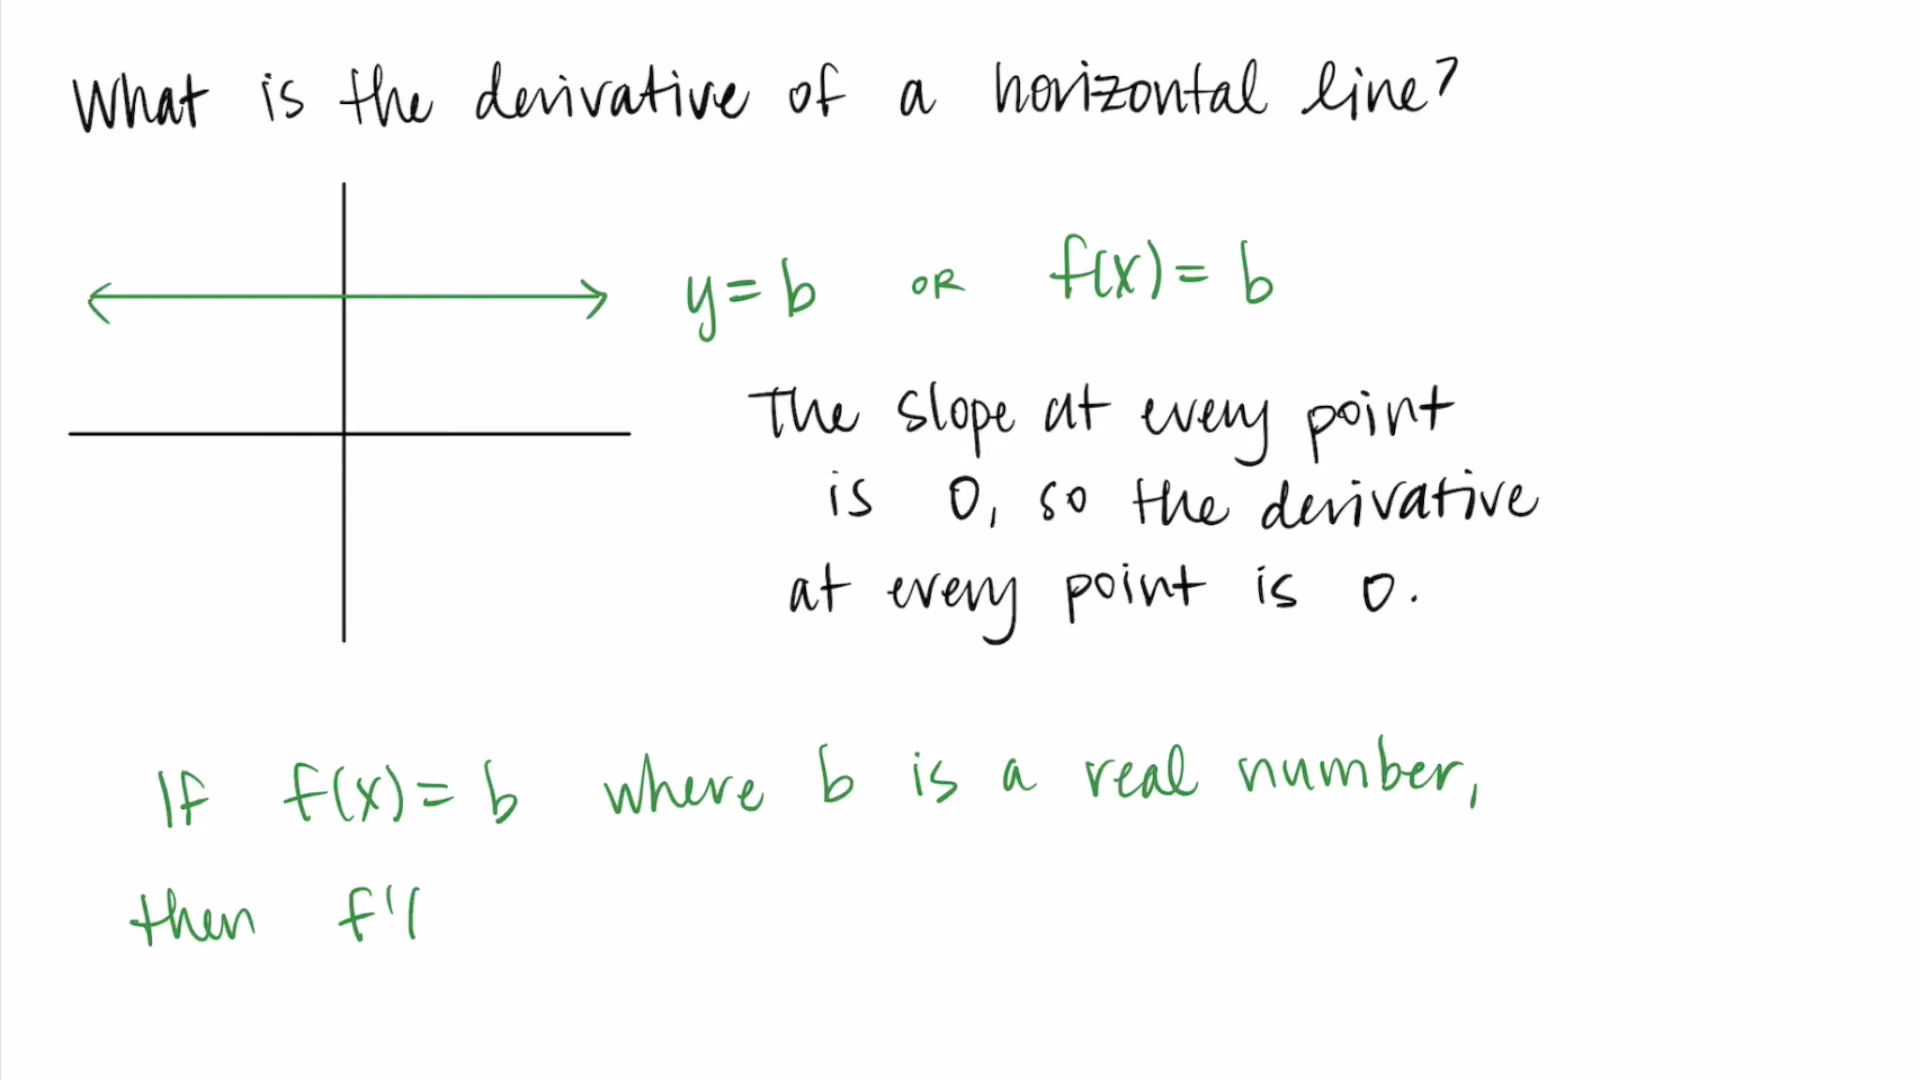 What is the derivative of a horizontal line?
y = b OR f(x) = b
The slope at every point
is 0, so the derivative
at every point is 0.
If f(x) = b where b is a real number,
then f'(